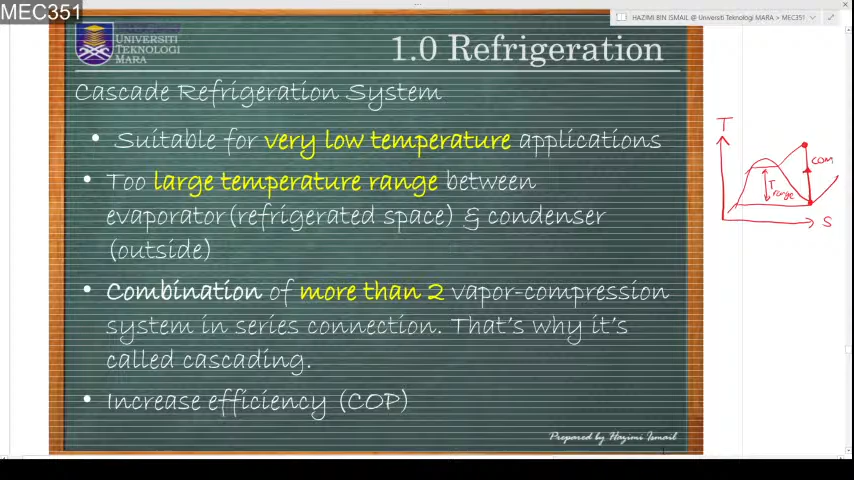 MEC351
HAZIMI BIN ISMAIL @ Universiti Teknologi MARA > MEC351
UNIVERSITI
TEKNOLOGI
MARA
1.0 Refrigeration
Cascade Refrigeration System
• Suitable for very low temperature applications
• Too large temperature range between
evaporator(refrigerated space) & condenser
(outside)
• Combination of more than 2 vapor-compression
system in series connection. That's why it's
called cascading.
• Increase efficiency (COP)
Prepared by Hazimi Ismail
T
COM
T range
S